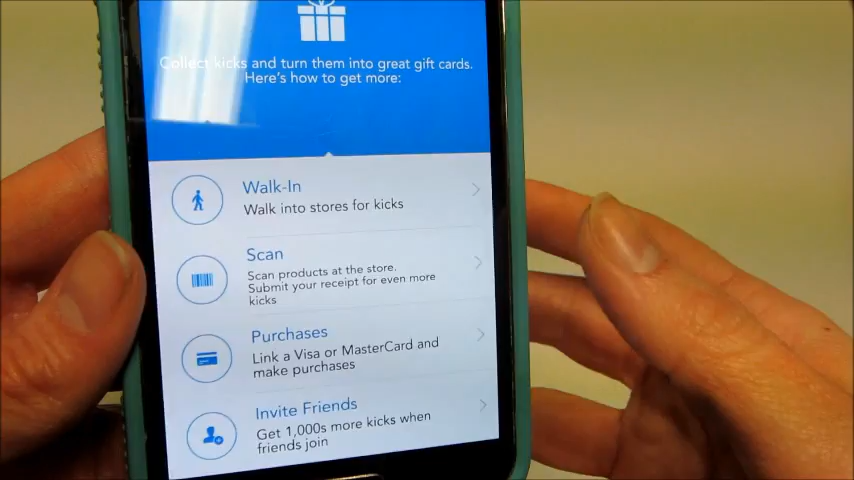 Collect kicks and turn them into great gift cards.
Here's how to get more:
Walk-In
Walk into stores for kicks
Scan
Scan products at the store.
Submit your receipt for even more
kicks
Purchases
Link a Visa or MasterCard and
make purchases
Invite Friends
Get 1,000s more kicks when
friends join